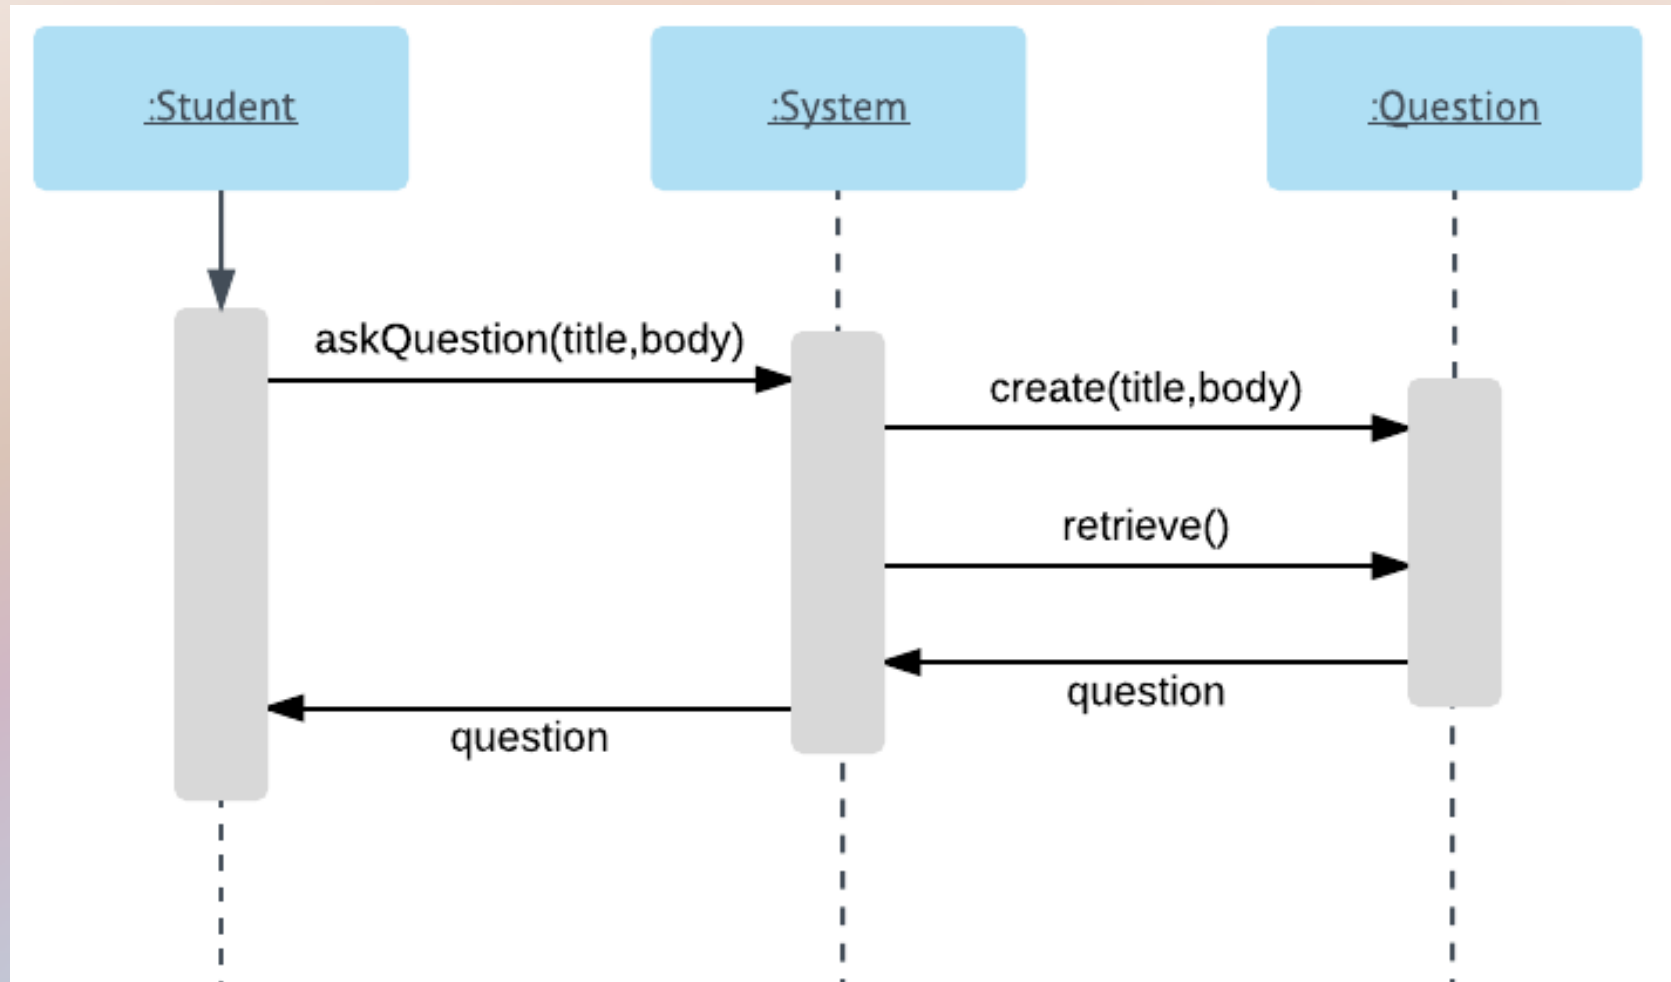 :Student
:System
:Question
askQuestion(title,body)
create(title,body)
retrieve()
question
question